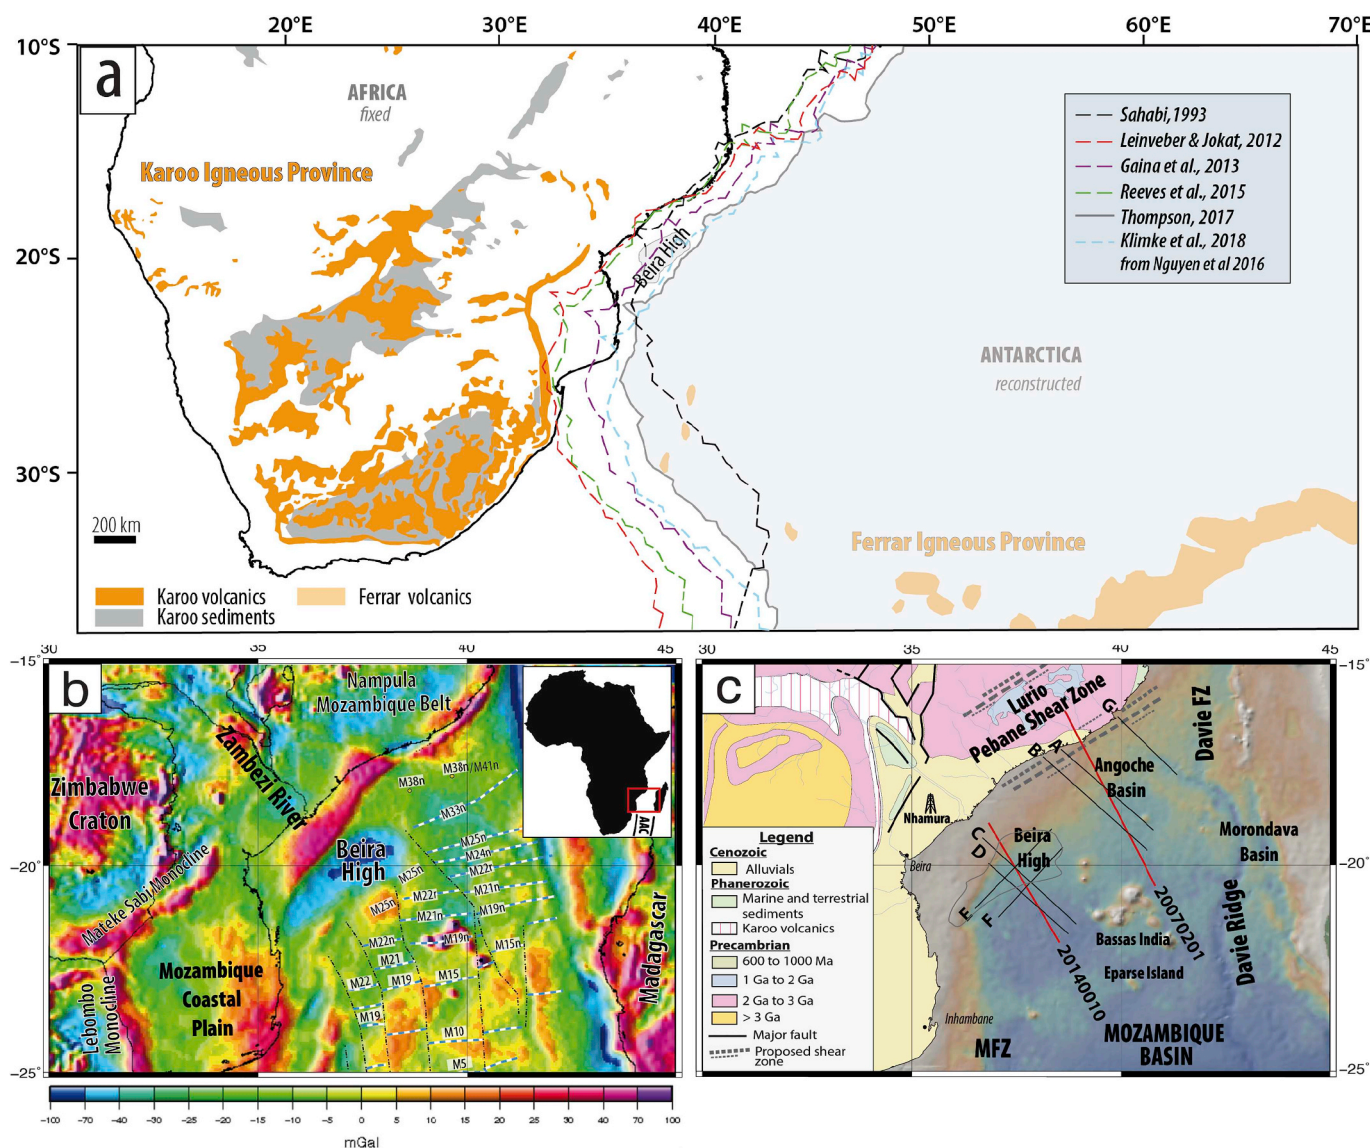 20°E 30°E 40°E 50°E 60°E 70°E
10°S
20°S
30°S
a
AFRICA
fixed
Karoo Igneous Province
Beira High
Sahabi, 1993
Leinveber & Jokat, 2012
Gaina et al., 2013
Reeves et al., 2015
Thompson, 2017
Klimke et al., 2018
from Nguyen et al 2016
ANTARCTICA
reconstructed
Ferrar Igneous Province
200 km
Karoo volcanics
Ferrar volcanics
Karoo sediments
30 35 40 45
−15°
−20°
−25°
b
Nampula
Mozambique Belt
Zambezi River
Zimbabwe
Craton
Mateke Sabi Monocline
Lebombo
Monocline
Mozambique
Coastal
Plain
Beira
High
Madagascar
AAC
M38n/M41n
M38n
M33n
M25n
M24n
M25n
M22r
M21n
M22r
M25n
M21n
M19n
M22n
M19n
M15n
M21
M22
M19
M15
M19
M10
M5
−100 −70 −40 −30 −20 −15 −10 −5 0 5 10 15 20 25 30 40 70 100
mGal
30 35 40 45
−15°
−20°
−25°
c
Lurio
Pebane Shear Zone
Davie FZ
A
B
G
Angoche
Basin
Nhamura
Beira
C
D
E
F
Beira
High
Morondava
Basin
20070201
20140010
Davie Ridge
Bassas India
Eparse Island
Inhambane
MFZ
MOZAMBIQUE
BASIN
Legend
Cenozoic
Alluvials
Phanerozoic
Marine and terrestrial
sediments
Karoo volcanics
Precambrian
600 to 1000 Ma
1 Ga to 2 Ga
2 Ga to 3 Ga
> 3 Ga
Major fault
Proposed shear
zone